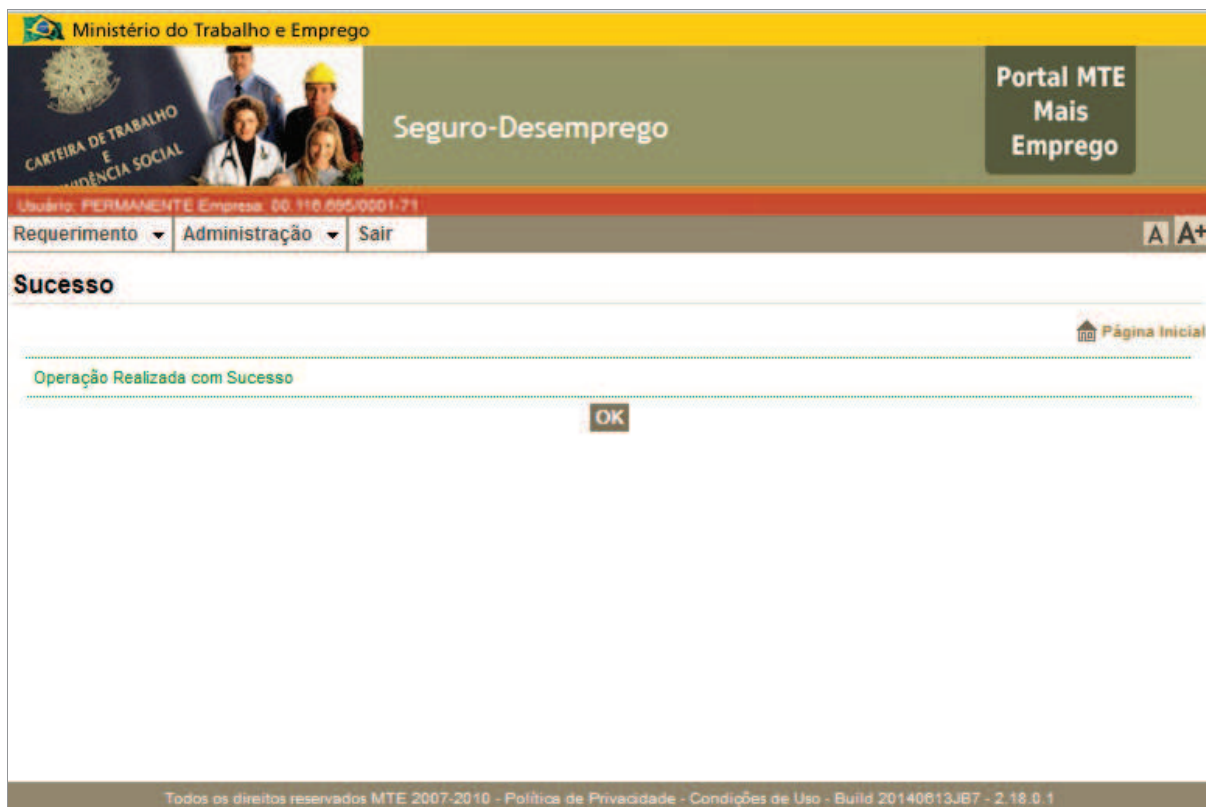 Ministério do Trabalho e Emprego
CARTEIRA DE TRABALHO
E
PREVIDÊNCIA SOCIAL
Seguro-Desemprego
Portal MTE
Mais
Emprego
Usuário: PERMANENTE Empresa: 00.116.695/0001-71
Requerimento Administração Sair A A+
Sucesso
Página Inicial
Operação Realizada com Sucesso
OK
Todos os direitos reservados MTE 2007-2010 - Política de Privacidade - Condições de Uso - Build 20140613JB7 - 2.18.0.1